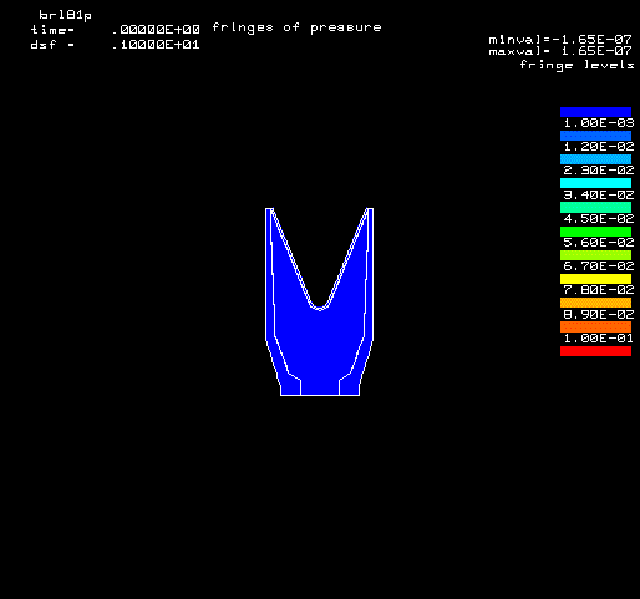 brl81p
time-     .00000E+00 fringes of pressure
dsf -     .10000E+01
minval=-1.65E-07
maxval- 1.65E-07
fringe levels
1.00E-03
1.20E-02
2.30E-02
3.40E-02
4.50E-02
5.60E-02
6.70E-02
7.80E-02
8.90E-02
1.00E-01